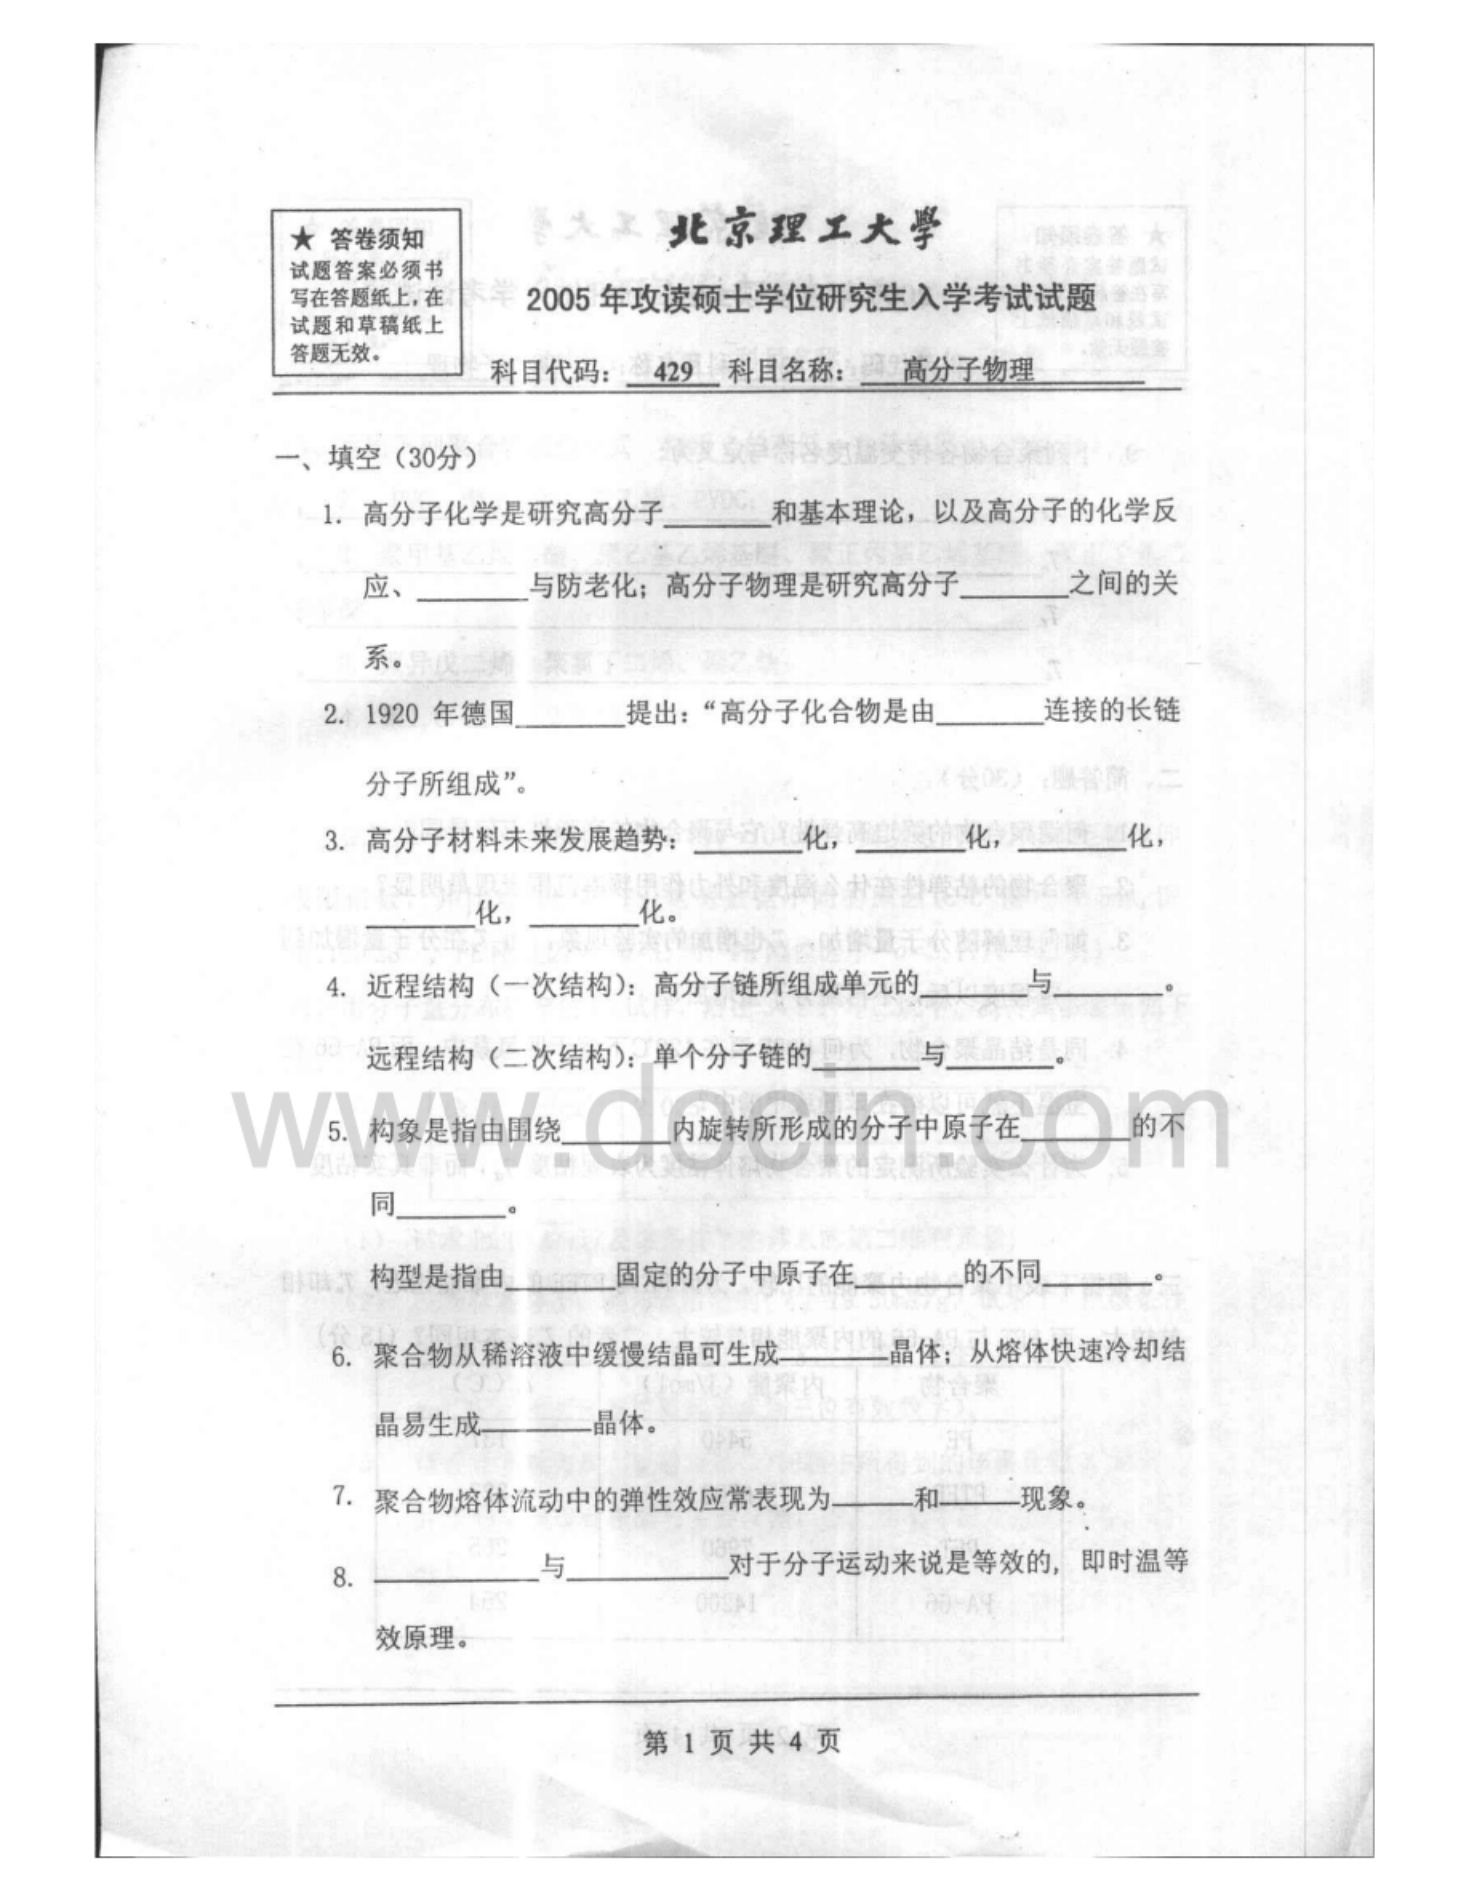 ★ 答卷须知
试题答案必须书
写在答题纸上,在
试题和草稿纸上
答题无效。
北京理工大學
2005 年攻读硕士学位研究生入学考试试题
科目代码: 429 科目名称: 高分子物理
一、填空（30分）
1. 高分子化学是研究高分子________和基本理论，以及高分子的化学反
应、________与防老化；高分子物理是研究高分子________之间的关
系。
2. 1920 年德国________提出：“高分子化合物是由________连接的长链
分子所组成”。
3. 高分子材料未来发展趋势：________化，________化，________化，
________化，________化。
4. 近程结构（一次结构）：高分子链所组成单元的________与________。
远程结构（二次结构）：单个分子链的________与________。
www.docin.com
5. 构象是指由围绕________内旋转所形成的分子中原子在________的不
同________。
构型是指由________固定的分子中原子在________的不同________。
6. 聚合物从稀溶液中缓慢结晶可生成________晶体；从熔体快速冷却结
晶易生成________晶体。
7. 聚合物熔体流动中的弹性效应常表现为______和______现象。
8. ____________与____________对于分子运动来说是等效的，即时温等
效原理。
第 1 页 共 4 页